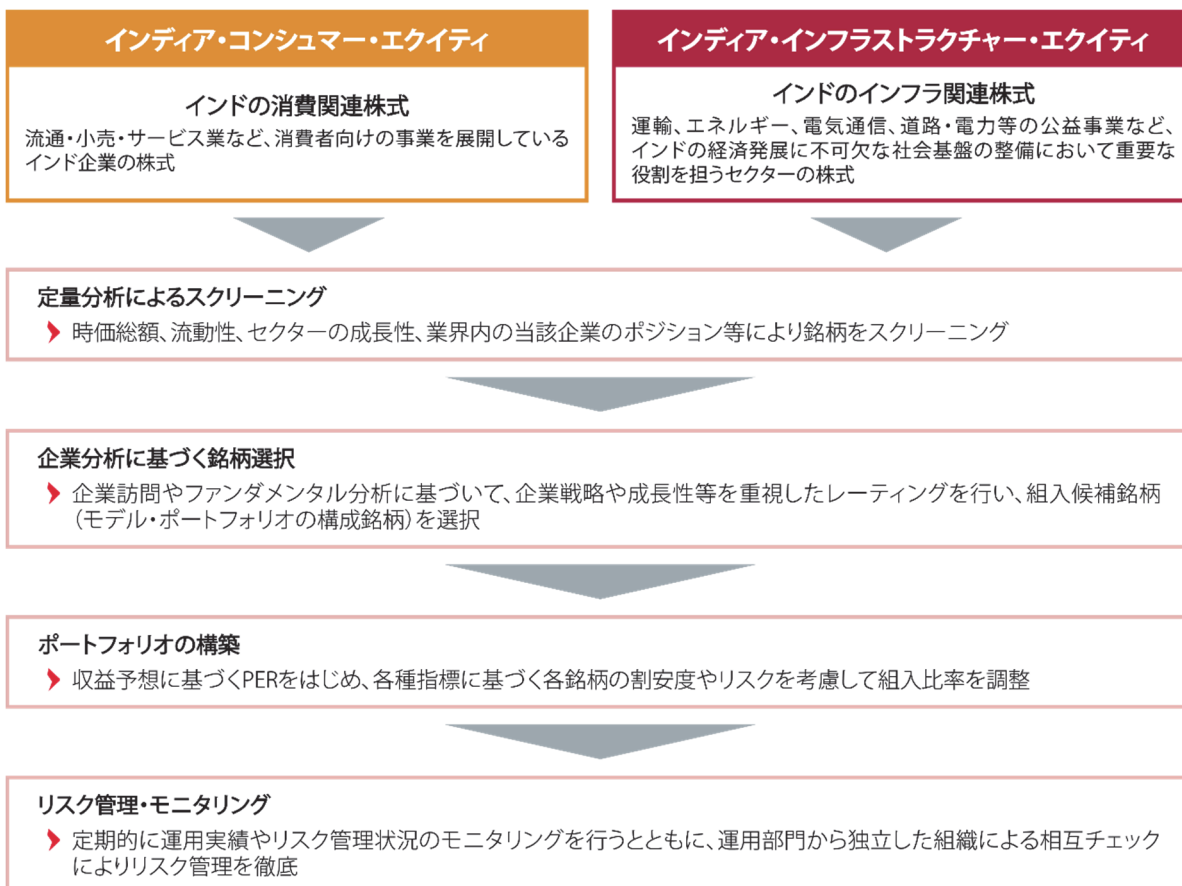 インディア・コンシュマー・エクイティ
インドの消費関連株式
流通・小売・サービス業など、消費者向けの事業を展開している
インド企業の株式
インディア・インフラストラクチャー・エクイティ
インドのインフラ関連株式
運輸、エネルギー、電気通信、道路・電力等の公益事業など、
インドの経済発展に不可欠な社会基盤の整備において重要な
役割を担うセクターの株式
定量分析によるスクリーニング
時価総額、流動性、セクターの成長性、業界内の当該企業のポジション等により銘柄をスクリーニング
企業分析に基づく銘柄選択
企業訪問やファンダメンタル分析に基づいて、企業戦略や成長性等を重視したレーティングを行い、組入候補銘柄
（モデル・ポートフォリオの構成銘柄）を選択
ポートフォリオの構築
収益予想に基づくPERをはじめ、各種指標に基づく各銘柄の割安度やリスクを考慮して組入比率を調整
リスク管理・モニタリング
定期的に運用実績やリスク管理状況のモニタリングを行うとともに、運用部門から独立した組織による相互チェック
によりリスク管理を徹底